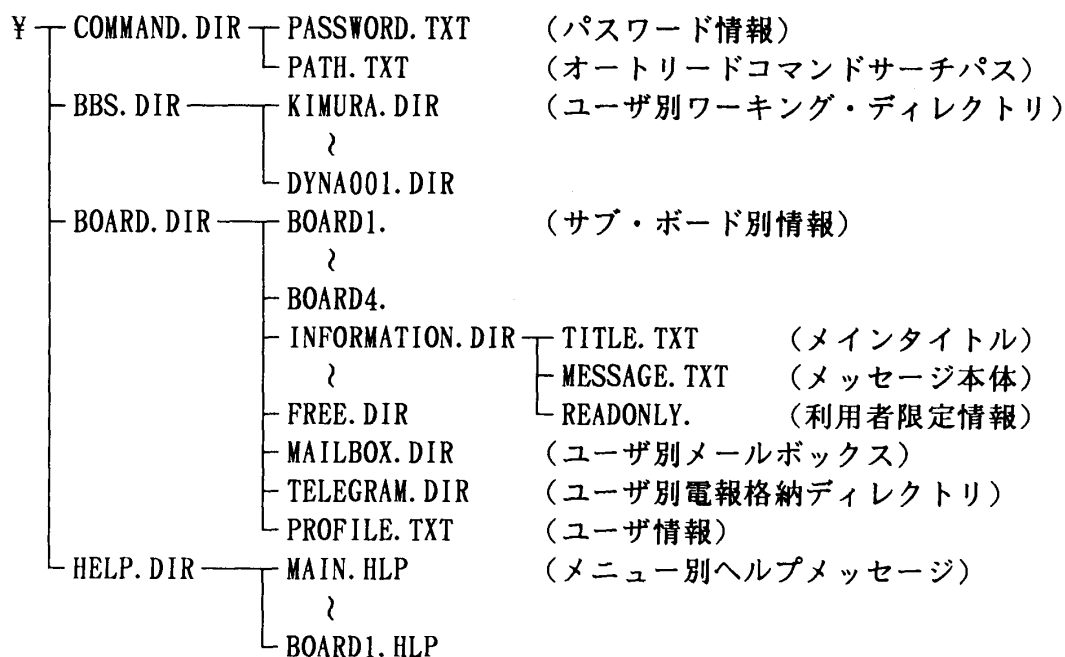 ¥ COMMAND.DIR PASSWORD.TXT (パスワード情報)
PATH.TXT (オートリードコマンドサーチパス)
BBS.DIR KIMURA.DIR (ユーザ別ワーキング・ディレクトリ)
〜
DYNA001.DIR
BOARD.DIR BOARD1. (サブ・ボード別情報)
〜
BOARD4.
INFORMATION.DIR TITLE.TXT (メインタイトル)
〜 MESSAGE.TXT (メッセージ本体)
FREE.DIR READONLY. (利用者限定情報)
MAILBOX.DIR (ユーザ別メールボックス)
TELEGRAM.DIR (ユーザ別電報格納ディレクトリ)
PROFILE.TXT (ユーザ情報)
HELP.DIR MAIN.HLP (メニュー別ヘルプメッセージ)
〜
BOARD1.HLP